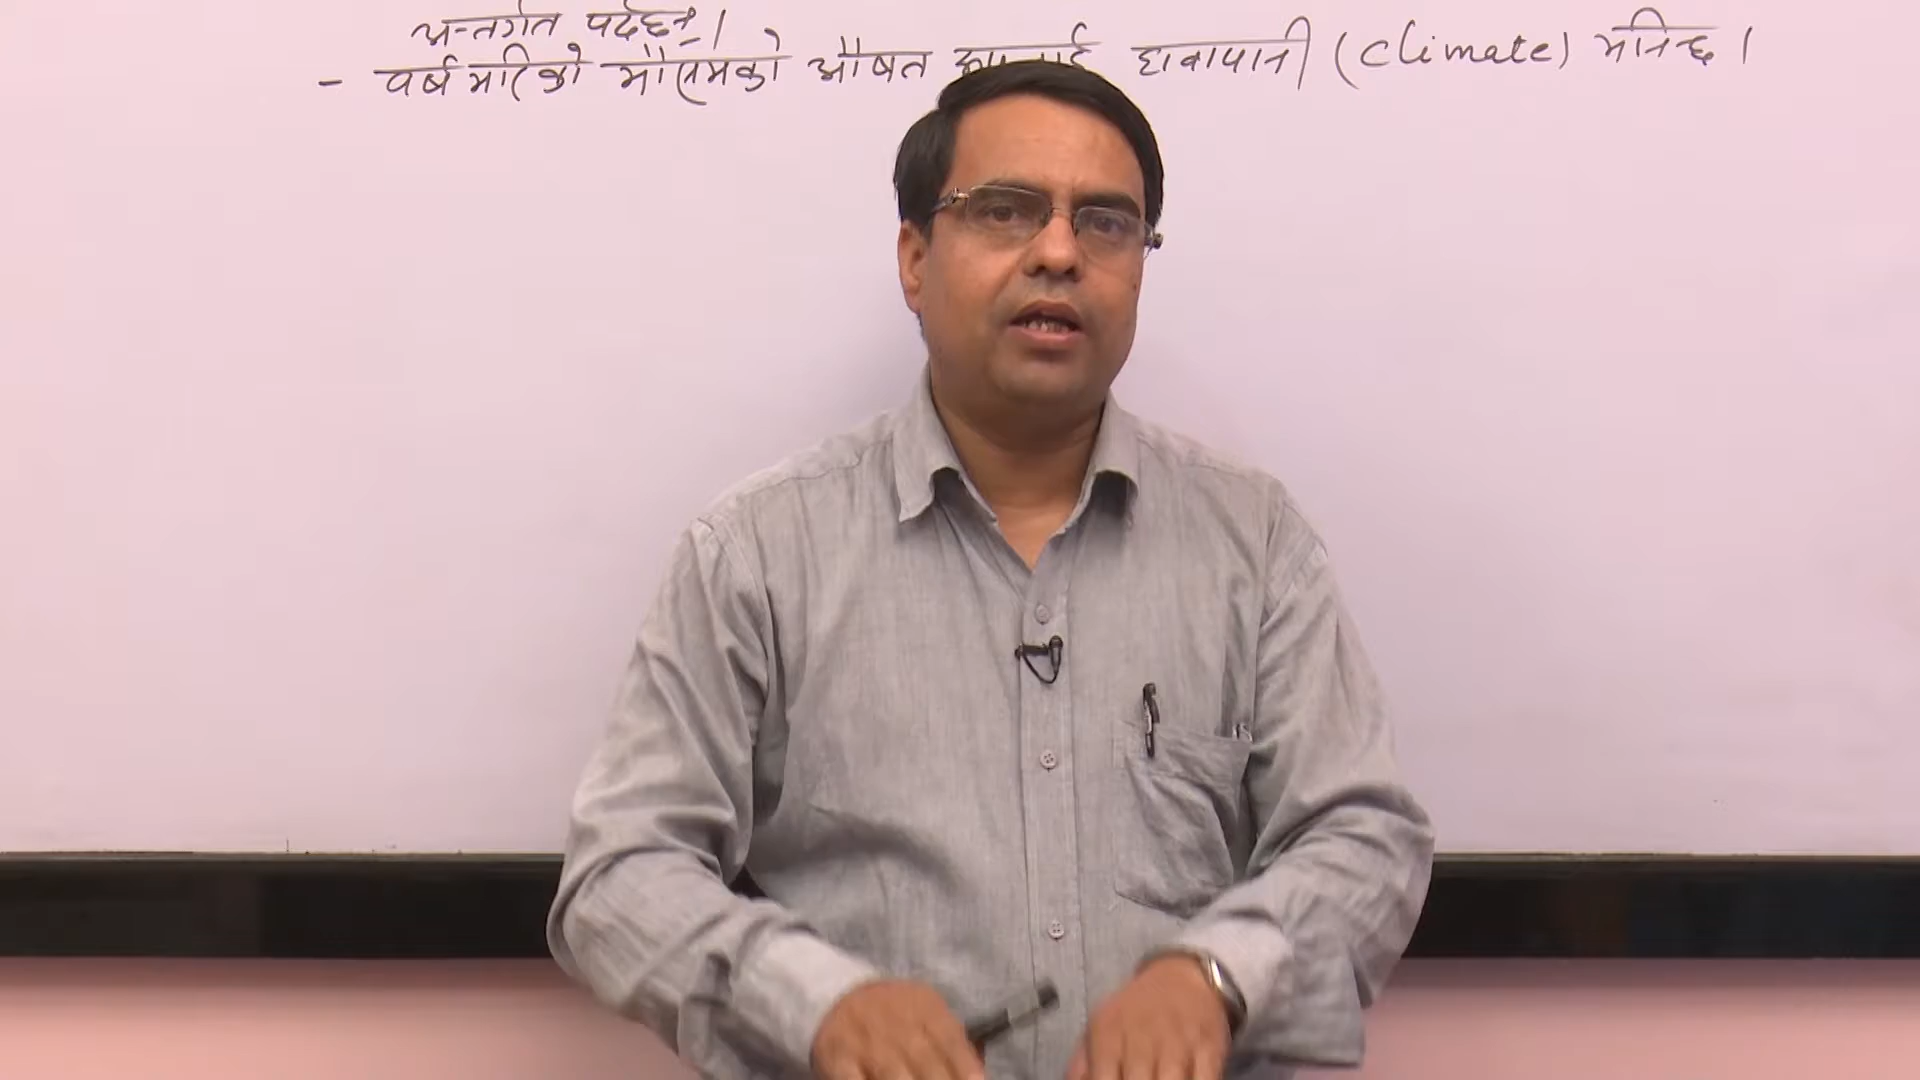 अन्तर्गत पर्दछन् ।
- वर्षभरिको मौसमको औषत हावापानी (Climate) भनिन्छ ।